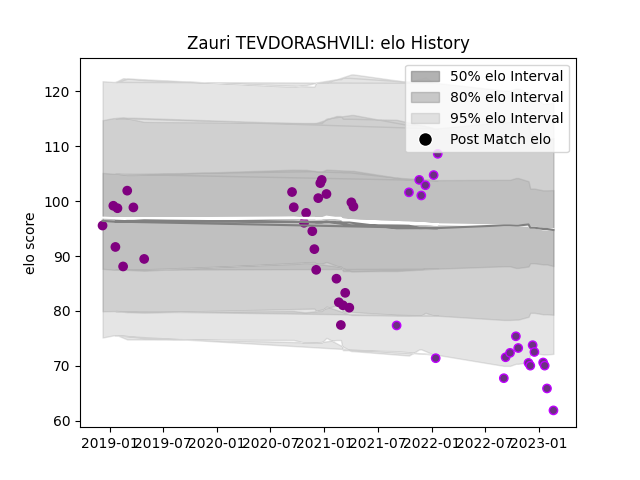 Zauri TEVDORASHVILI: elo History
50% elo Interval
80% elo Interval
95% elo Interval
Post Match elo
elo score
120
110
100
90
80
70
60
2019-01 2019-07 2020-01 2020-07 2021-01 2021-07 2022-01 2022-07 2023-01